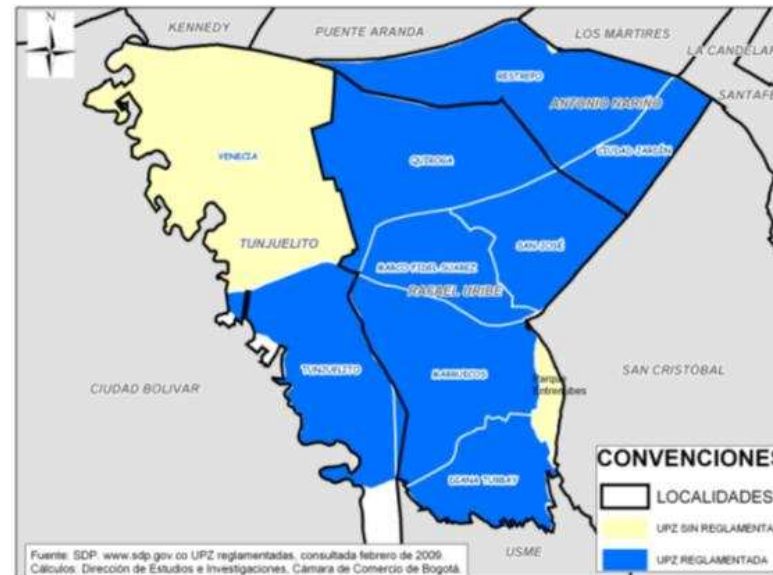 N
KENNEDY
PUENTE ARANDA
LOS MÁRTIRES
LA CANDELAR
SANTAFE
RESTREPO
ANTONIO NARIÑO
CIUDAD JARDÍN
VENECIA
QUIROGA
TUNJUELITO
SAN JOSÉ
MARCO FIDEL SUAREZ
RAFAEL URIBE
CIUDAD BOLIVAR
TUNJUELITO
MARRUECOS
Parque
Entrenubes
SAN CRISTOBAL
DIANA TURBAY
USME
CONVENCIONES
LOCALIDADES
UPZ SIN REGLAMENTA
UPZ REGLAMENTADA
Fuente: SDP. www.sdp.gov.co UPZ reglamentadas, consultada febrero de 2009.
Cálculos: Dirección de Estudios e Investigaciones, Cámara de Comercio de Bogotá.